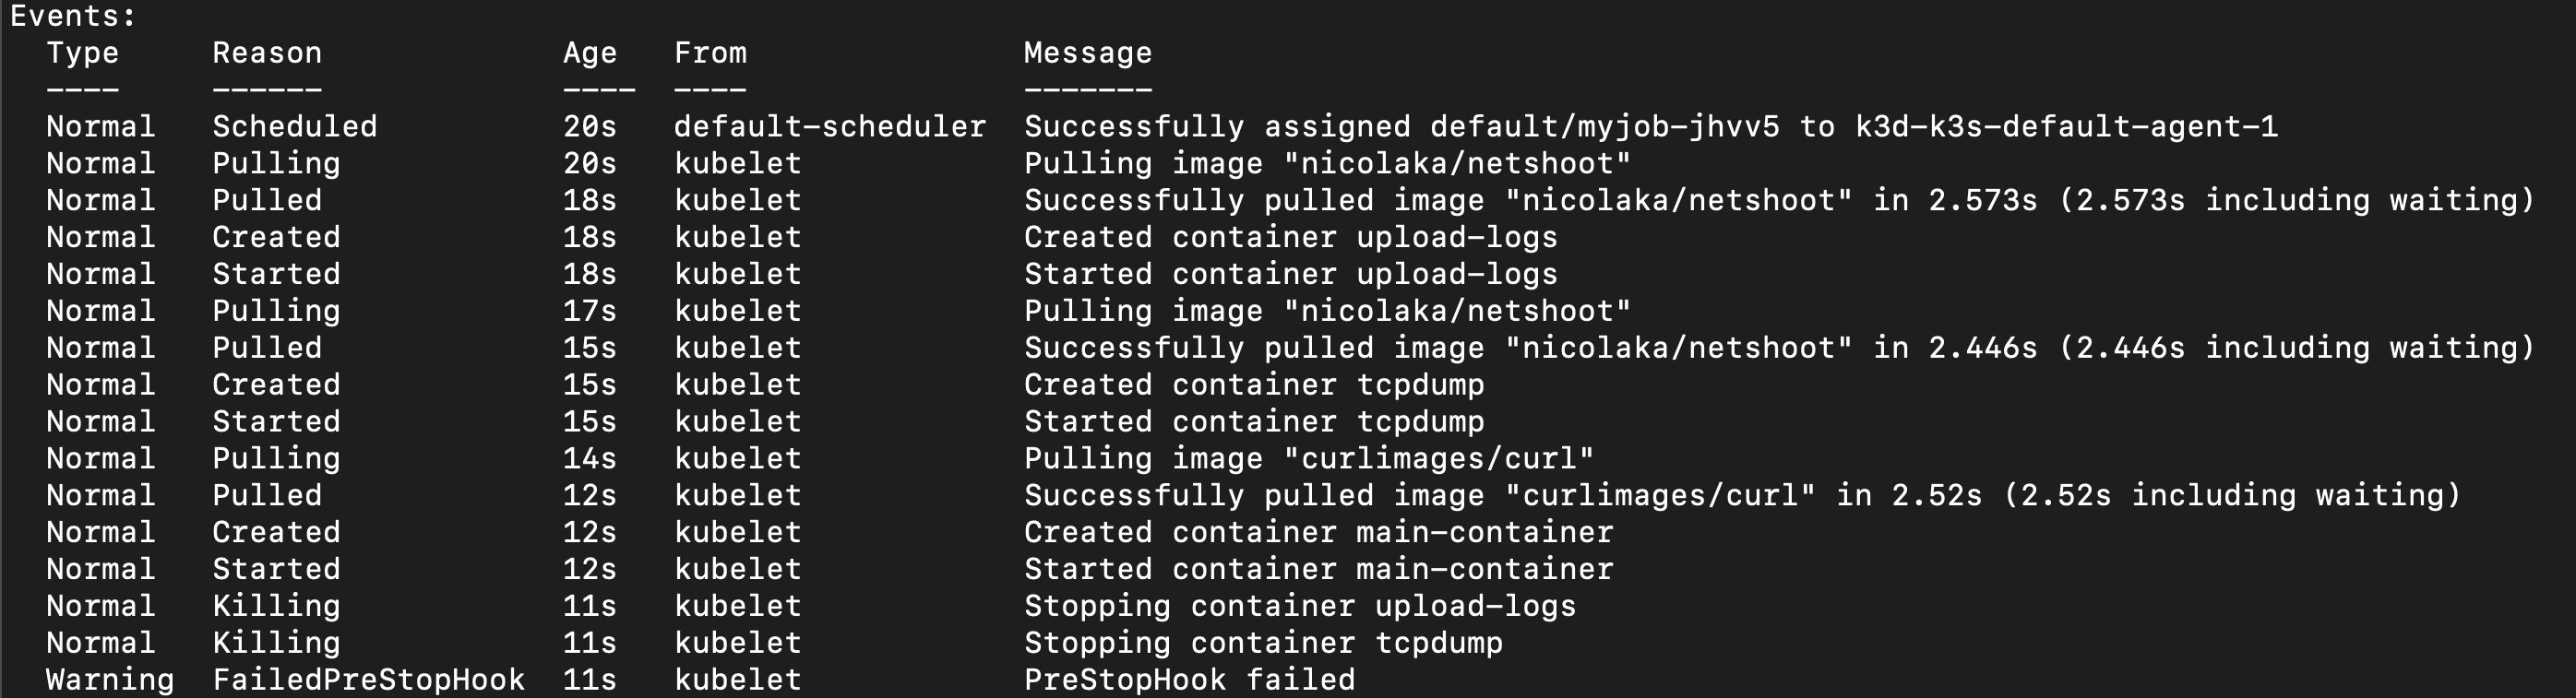 Events:
Type Reason Age From Message
---- ------ ---- ---- -------
Normal Scheduled 20s default-scheduler Successfully assigned default/myjob-jhvv5 to k3d-k3s-default-agent-1
Normal Pulling 20s kubelet Pulling image "nicolaka/netshoot"
Normal Pulled 18s kubelet Successfully pulled image "nicolaka/netshoot" in 2.573s (2.573s including waiting)
Normal Created 18s kubelet Created container upload-logs
Normal Started 18s kubelet Started container upload-logs
Normal Pulling 17s kubelet Pulling image "nicolaka/netshoot"
Normal Pulled 15s kubelet Successfully pulled image "nicolaka/netshoot" in 2.446s (2.446s including waiting)
Normal Created 15s kubelet Created container tcpdump
Normal Started 15s kubelet Started container tcpdump
Normal Pulling 14s kubelet Pulling image "curlimages/curl"
Normal Pulled 12s kubelet Successfully pulled image "curlimages/curl" in 2.52s (2.52s including waiting)
Normal Created 12s kubelet Created container main-container
Normal Started 12s kubelet Started container main-container
Normal Killing 11s kubelet Stopping container upload-logs
Normal Killing 11s kubelet Stopping container tcpdump
Warning FailedPreStopHook 11s kubelet PreStopHook failed